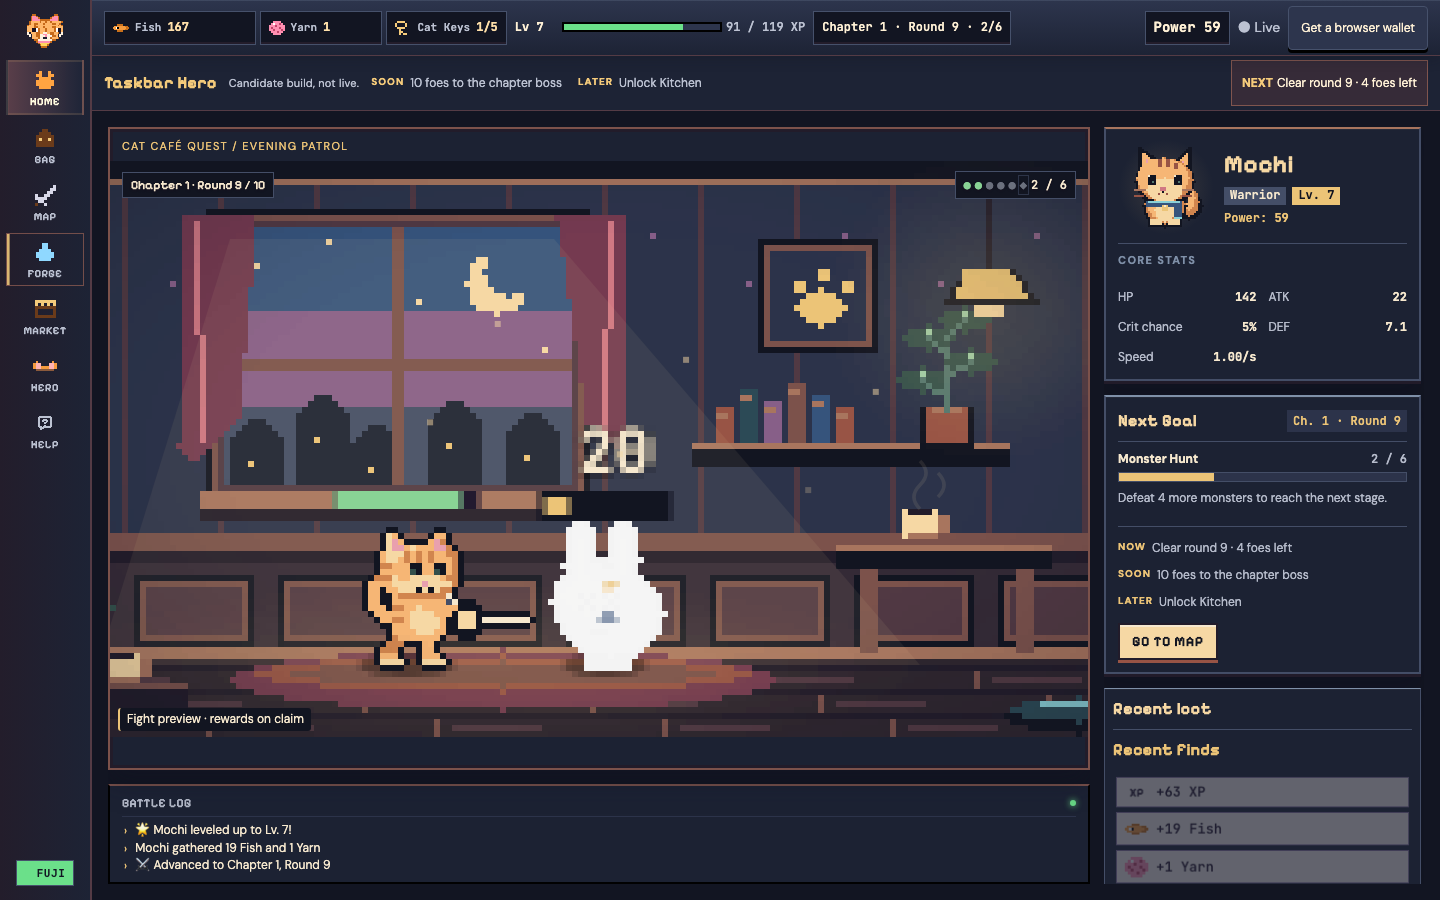 Fish 167
Yarn 1
Cat Keys 1/5
Lv 7
91 / 119 XP
Chapter 1 · Round 9 · 2/6
Power 59
Live
Get a browser wallet
Taskbar Hero
Candidate build, not live.
SOON 10 foes to the chapter boss
LATER Unlock Kitchen
NEXT Clear round 9 · 4 foes left
HOME
BAG
MAP
FORGE
MARKET
HERO
HELP
FUJI
CAT CAFÉ QUEST / EVENING PATROL
Chapter 1 · Round 9 / 10
2 / 6
20
Fight preview · rewards on claim
BATTLE LOG
› 🌟 Mochi leveled up to Lv. 7!
› Mochi gathered 19 Fish and 1 Yarn
› ⚔️ Advanced to Chapter 1, Round 9
Mochi
Warrior Lv. 7
Power: 59
CORE STATS
HP 142 ATK 22
Crit chance 5% DEF 7.1
Speed 1.00/s
Next Goal
Ch. 1 · Round 9
Monster Hunt 2 / 6
Defeat 4 more monsters to reach the next stage.
NOW Clear round 9 · 4 foes left
SOON 10 foes to the chapter boss
LATER Unlock Kitchen
GO TO MAP
Recent loot
Recent finds
XP +63 XP
+19 Fish
+1 Yarn